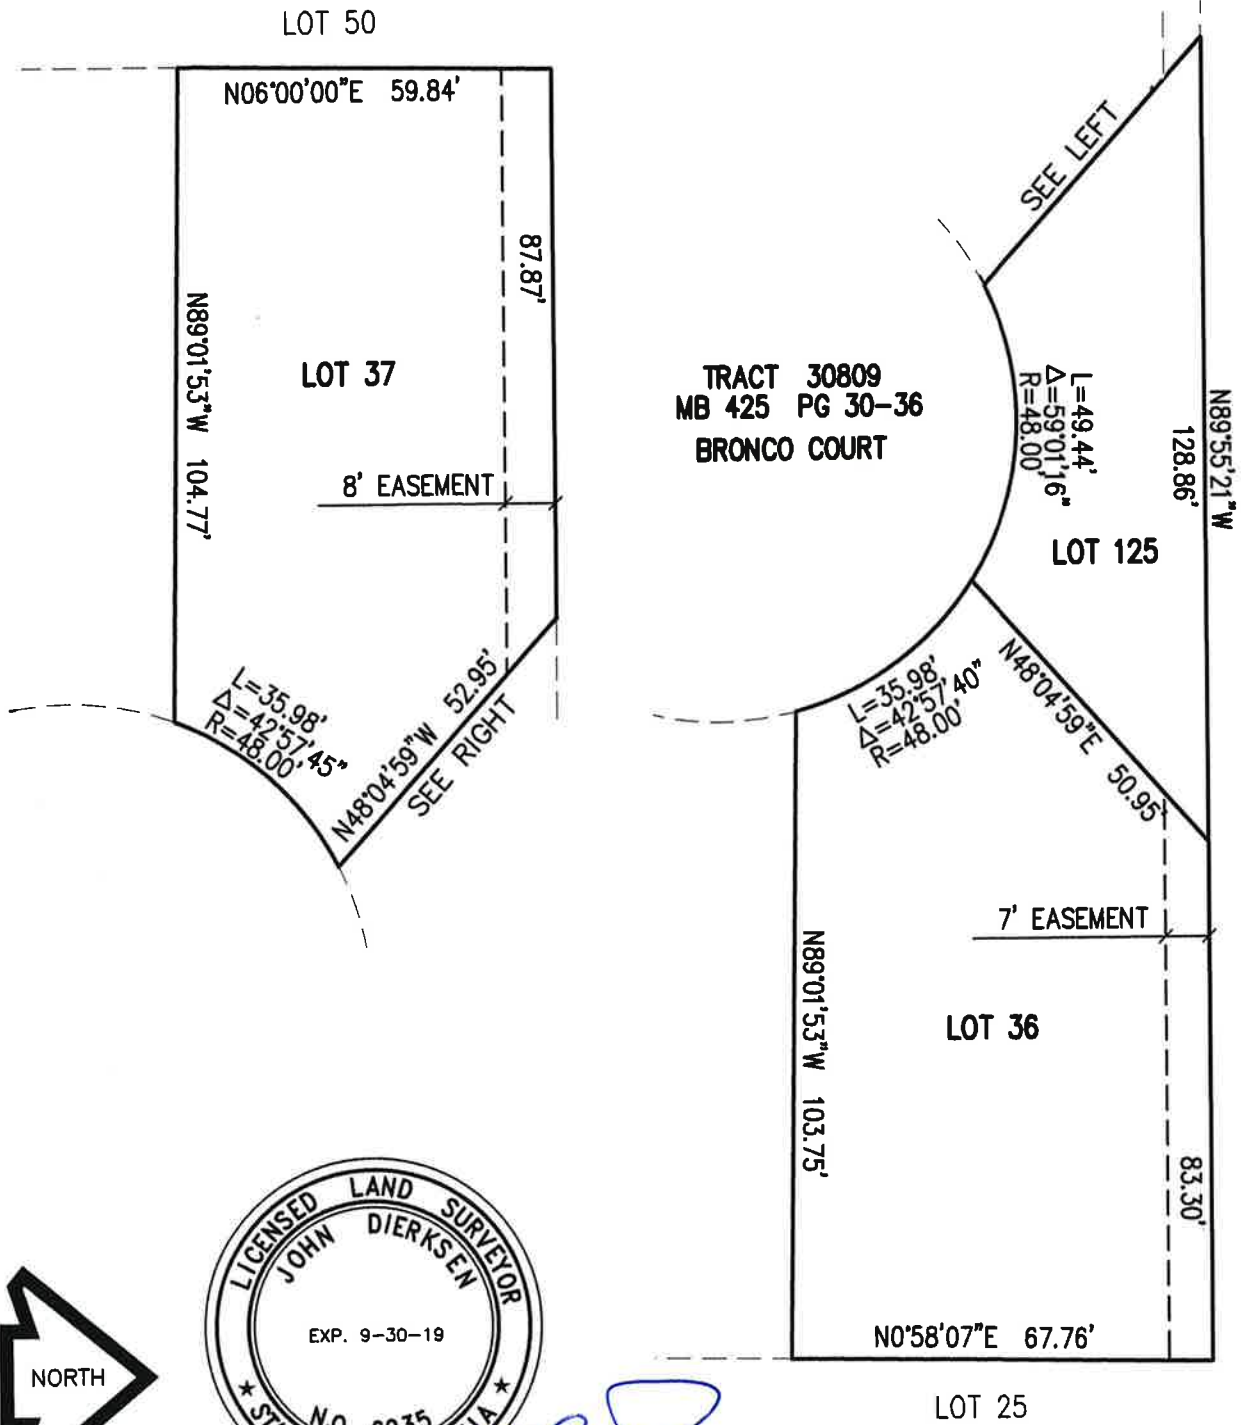 LOT 50
N06°00'00"E 59.84'
87.87'
N89°01'53"W 104.77'
LOT 37
8' EASEMENT
L=35.98'
Δ=42°57'45"
R=48.00'
N48°04'59"W 52.95'
SEE RIGHT
SEE LEFT
TRACT 30809
MB 425 PG 30-36
BRONCO COURT
L=49.44'
Δ=59°01'16"
R=48.00'
N89°55'21"W
128.86'
LOT 125
L=35.98'
Δ=42°57'40"
R=48.00'
N48°04'59"E 50.95'
7' EASEMENT
N89°01'53"W 103.75'
LOT 36
83.30'
N0°58'07"E 67.76'
LOT 25
NORTH
LICENSED LAND SURVEYOR
JOHN DIERKSEN
EXP. 9-30-19